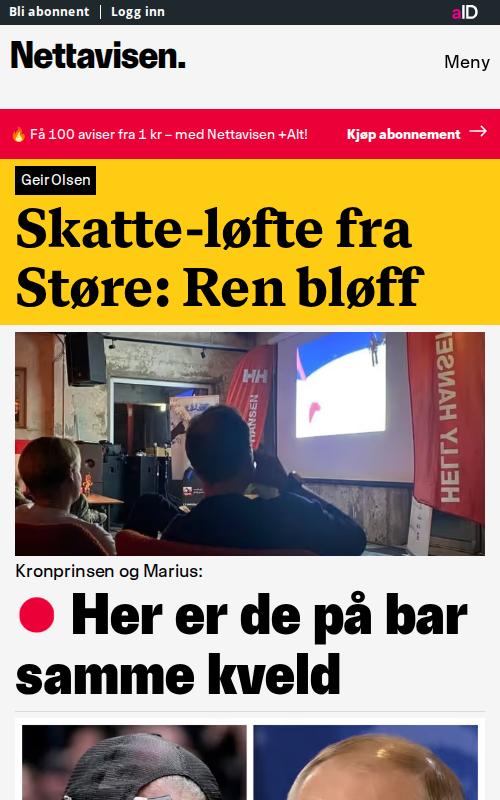 Bli abonnent | Logg inn
aID
Nettavisen.
Meny
🔥 Få 100 aviser fra 1 kr – med Nettavisen +Alt!
Kjøp abonnement →
Geir Olsen
Skatte-løfte fra
Støre: Ren bløff
HH
HANSEN
HELLY HANSEN
Kronprinsen og Marius:
Her er de på bar
samme kveld